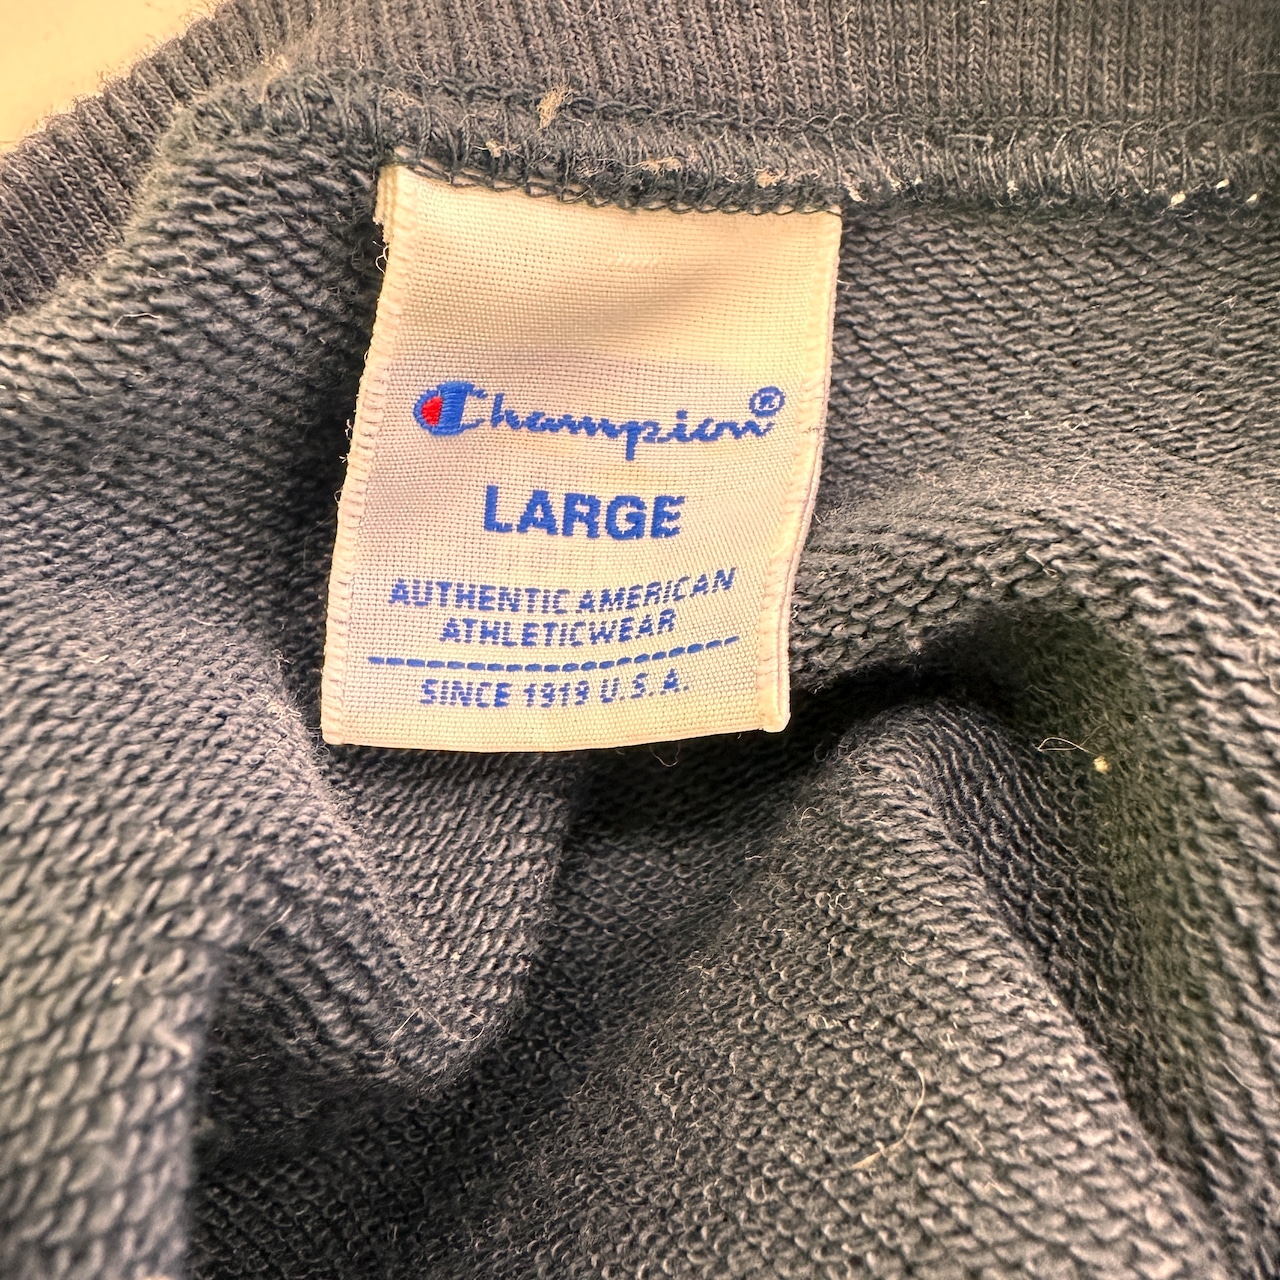 Champion®
LARGE
AUTHENTIC AMERICAN
ATHLETICWEAR
SINCE 1919 U.S.A.